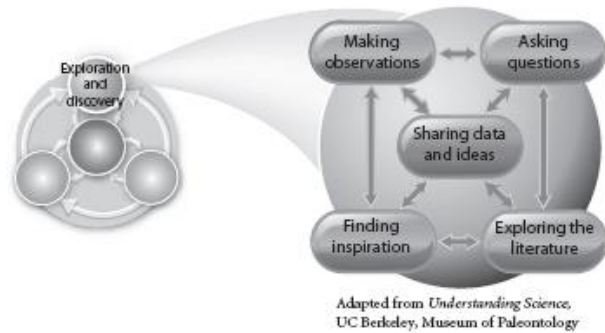 Exploration
and
discovery
Making
observations
Asking
questions
Sharing data
and ideas
Finding
inspiration
Exploring the
literature
Adapted from Understanding Science,
UC Berkeley, Museum of Paleontology